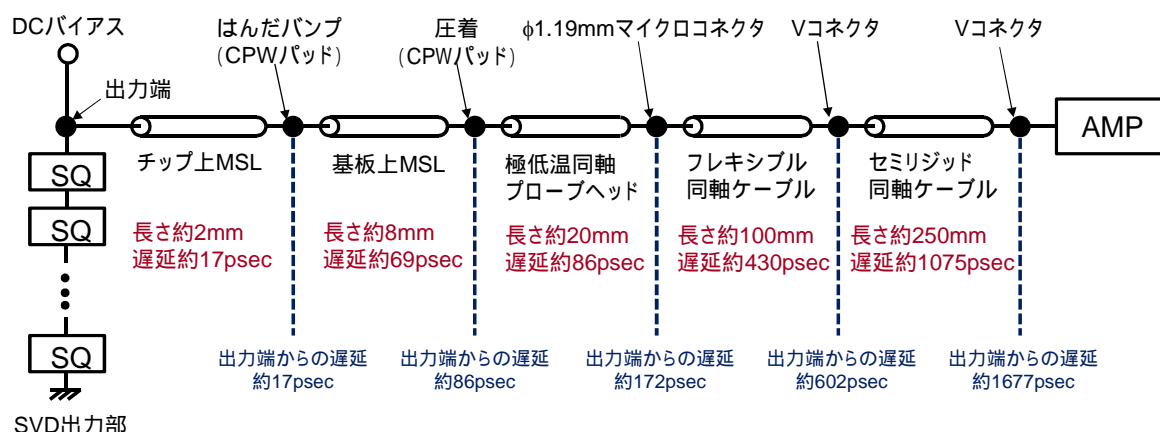 DCバイアス
はんだバンプ
(CPWパッド)
圧着
(CPWパッド)
φ1.19mmマイクロコネクタ
Vコネクタ
Vコネクタ
出力端
AMP
チップ上MSL
基板上MSL
極低温同軸
プローブヘッド
フレキシブル
同軸ケーブル
セミリジッド
同軸ケーブル
SQ
SQ
SQ
長さ約2mm
遅延約17psec
長さ約8mm
遅延約69psec
長さ約20mm
遅延約86psec
長さ約100mm
遅延約430psec
長さ約250mm
遅延約1075psec
出力端からの遅延
約17psec
出力端からの遅延
約86psec
出力端からの遅延
約172psec
出力端からの遅延
約602psec
出力端からの遅延
約1677psec
SVD出力部